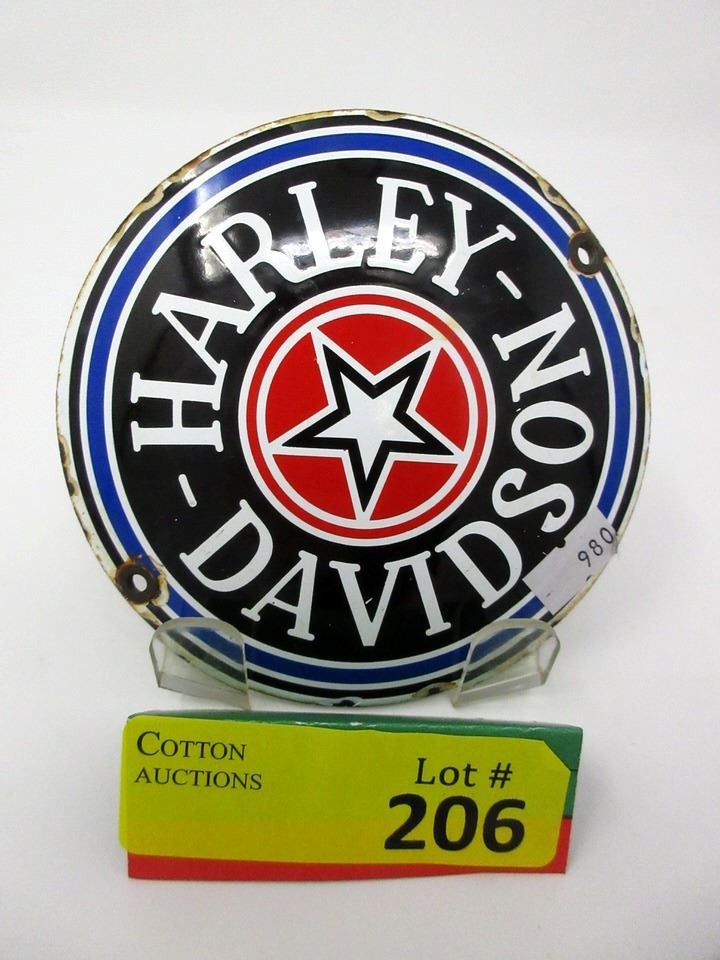 HARLEY-
DAVIDSON
-
980
COTTON
AUCTIONS
Lot #
206